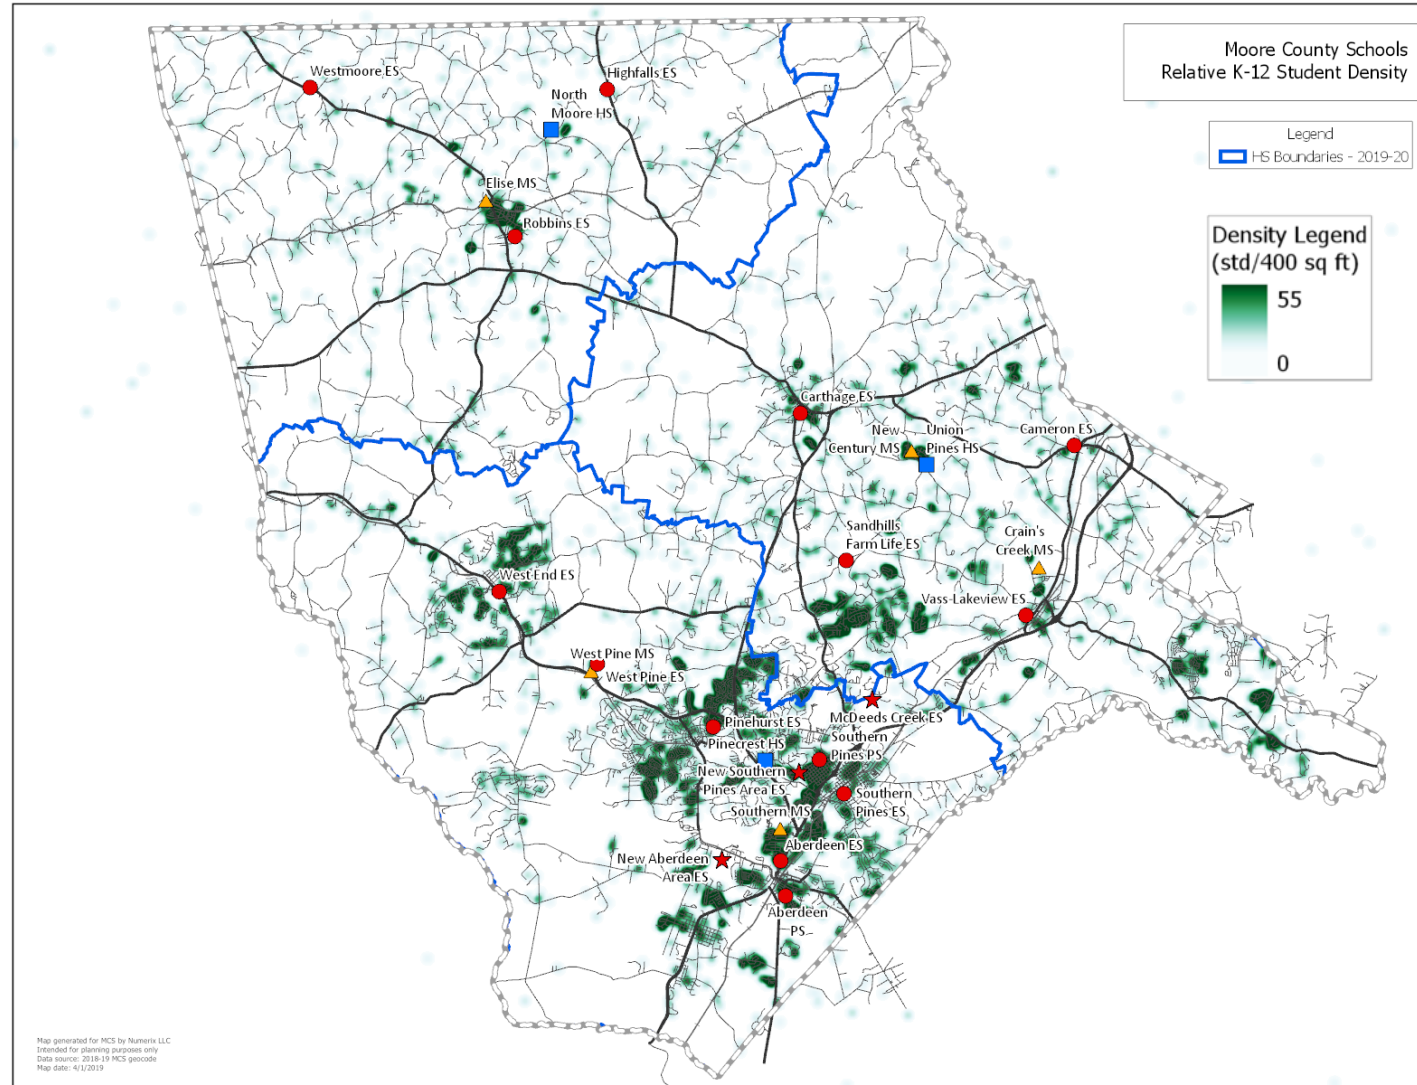 Moore County Schools
Relative K-12 Student Density
Legend
HS Boundaries - 2019-20
Density Legend
(std/400 sq ft)
55
0
Westmoore ES
Highfalls ES
North
Moore HS
Elise MS
Robbins ES
Carthage ES
New
Century MS
Union
Pines HS
Cameron ES
Sandhills
Farm Life ES
Crain's
Creek MS
West End ES
Vass-Lakeview ES
West Pine MS
West Pine ES
McDeeds Creek ES
Pinehurst ES
Pinecrest HS
Southern
Pines PS
New Southern
Pines Area ES
Southern
Pines ES
Southern MS
Aberdeen ES
New Aberdeen
Area ES
Aberdeen
PS
Map generated for MCS by Numerix LLC
Intended for planning purposes only
Data source: 2018-19 MCS geocode
Map date: 4/1/2019